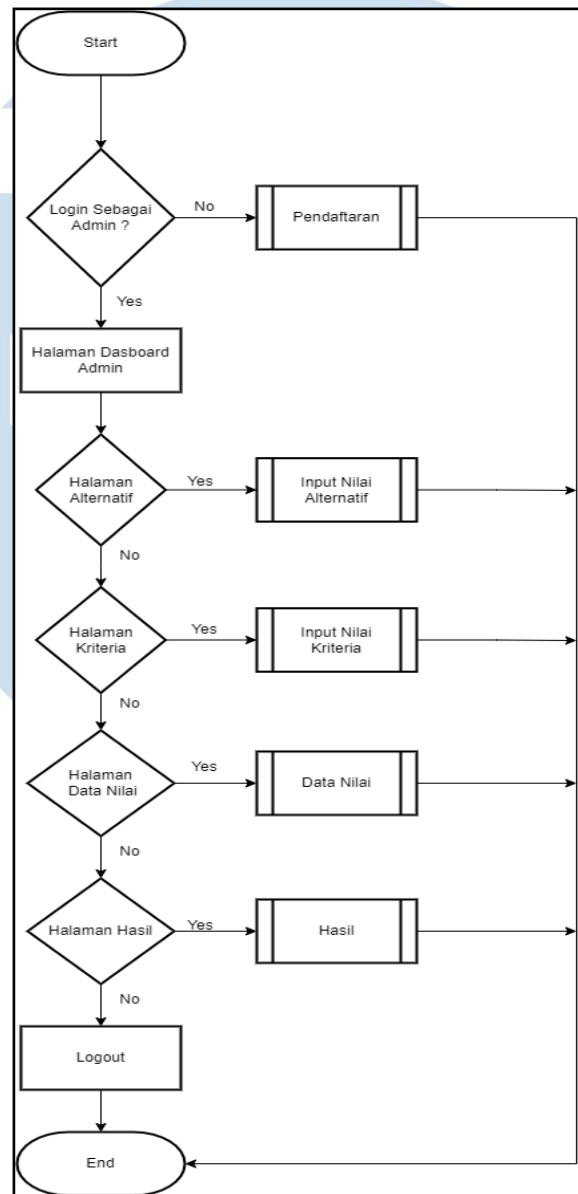 Start
Login Sebagai
Admin ?
No
Pendaftaran
Yes
Halaman Dasboard
Admin
Halaman
Alternatif
Yes
Input Nilai
Alternatif
No
Halaman
Kriteria
Yes
Input Nilai
Kriteria
No
Halaman
Data Nilai
Yes
Data Nilai
No
Halaman Hasil
Yes
Hasil
No
Logout
End